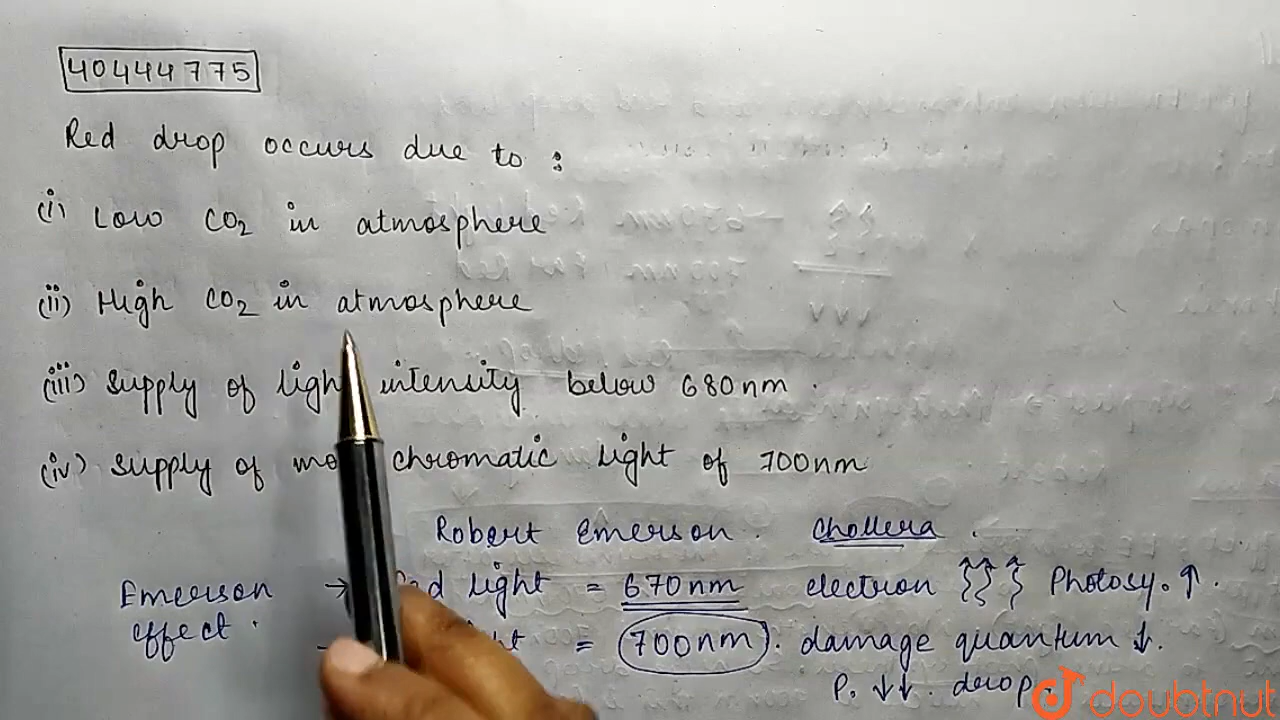 40444775
Red drop occurs due to :
(i) Low CO2 in atmosphere
(ii) High CO2 in atmosphere
(iii) Supply of light intensity below 680nm .
(iv) Supply of mo chromatic light of 700nm
Robert Emerson . Chollera .
Emerson → Red light = 670nm electron }}} Photosy. ↑ .
effect . = 700nm . damage quantum ↓ .
P. ↓↓ . drop .
doubtnut